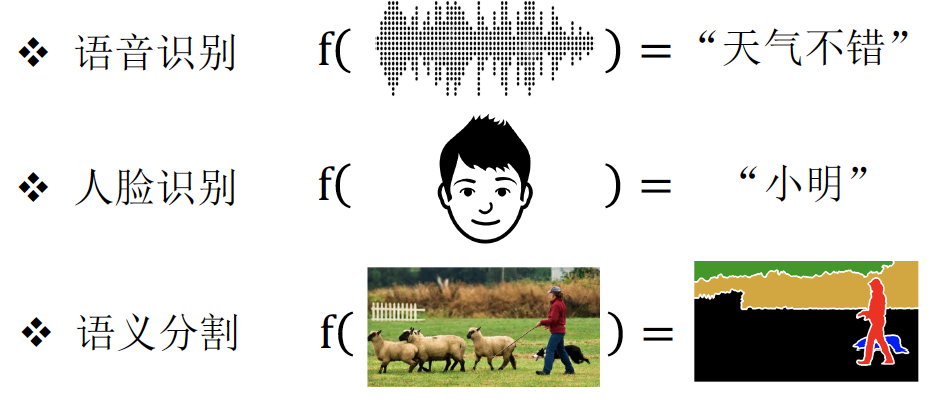 ❖ 语音识别 f( ) = “天气不错”
❖ 人脸识别 f( ) = “小明”
❖ 语义分割 f( ) =